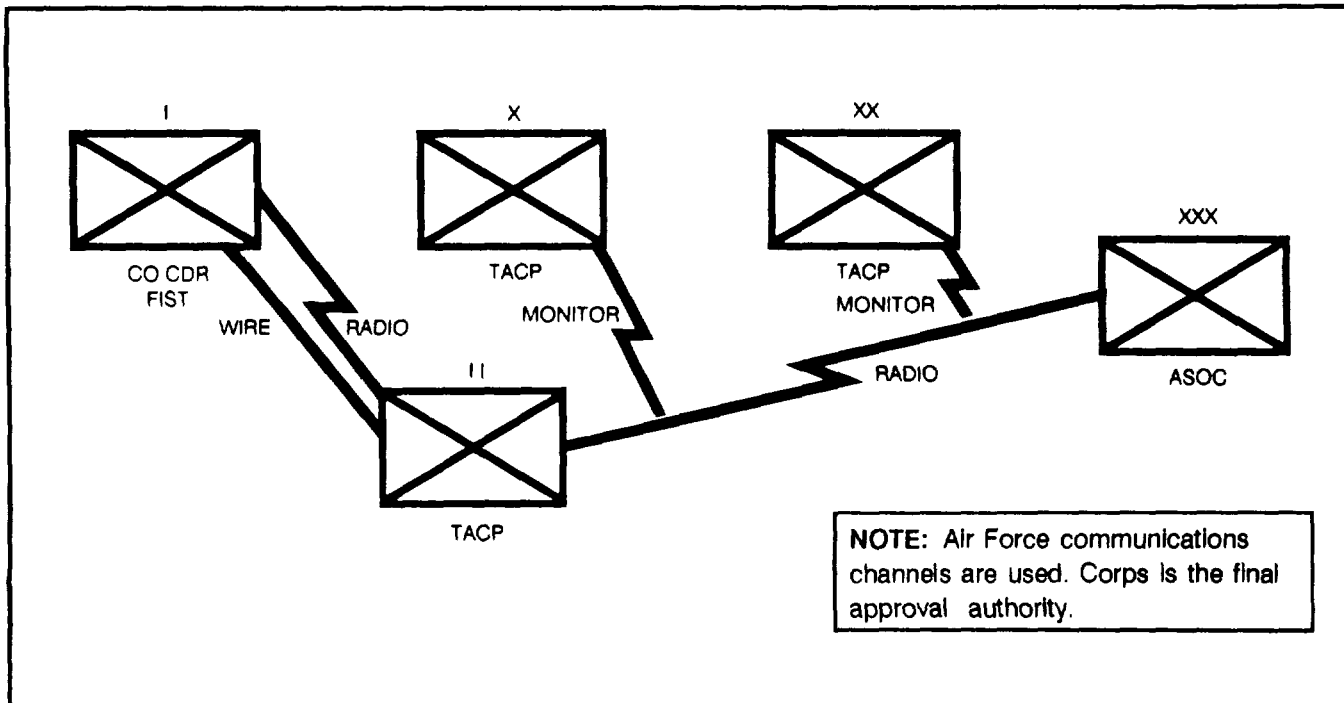 I
X
XX
XXX
CO CDR
FIST
TACP
TACP
MONITOR
MONITOR
WIRE
RADIO
RADIO
ASOC
II
TACP
NOTE: Air Force communications
channels are used. Corps is the final
approval authority.